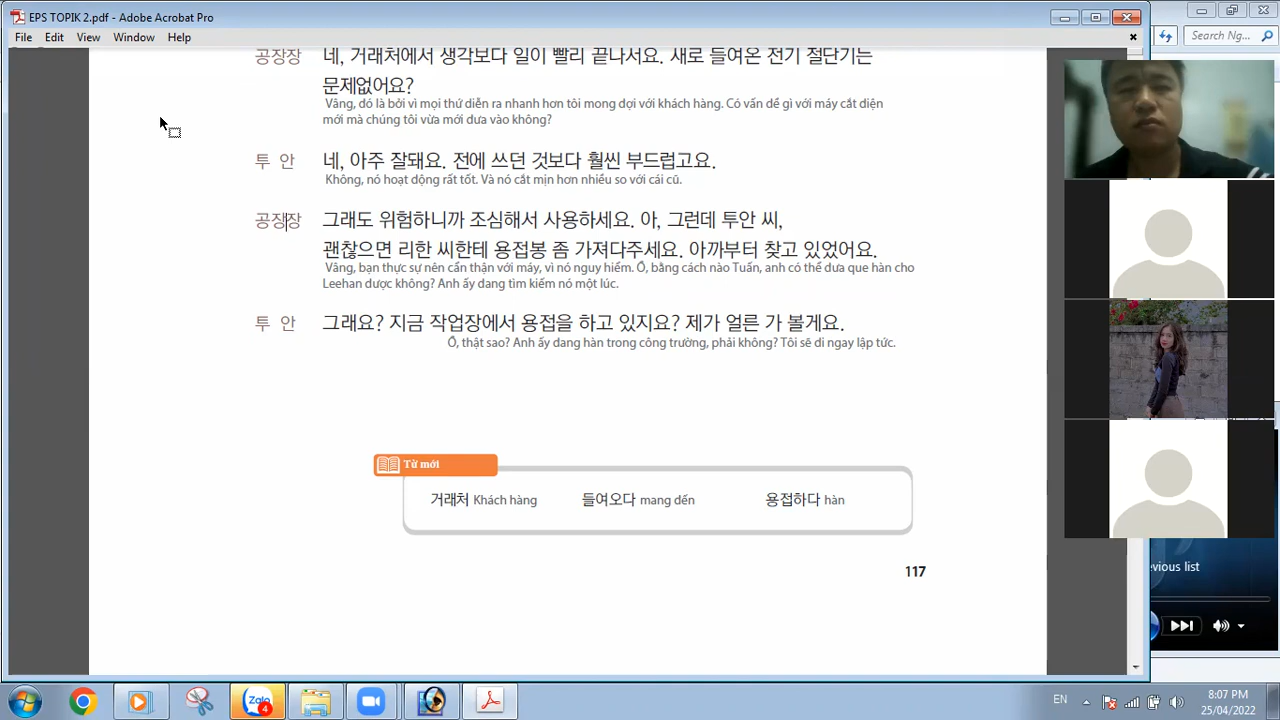 EPS TOPIK 2.pdf - Adobe Acrobat Pro
File Edit View Window Help
Search Ng...
공장장 네, 거래처에서 생각보다 일이 빨리 끝나서요. 새로 들여온 전기 절단기는
문제없어요?
Vâng, đó là bởi vì mọi thứ diễn ra nhanh hơn tôi mong đợi với khách hàng. Có vấn đề gì với máy cắt điện
mới mà chúng tôi vừa mới đưa vào không?
투 안 네, 아주 잘돼요. 전에 쓰던 것보다 훨씬 부드럽고요.
Không, nó hoạt động rất tốt. Và nó cắt mịn hơn nhiều so với cái cũ.
공장장 그래도 위험하니까 조심해서 사용하세요. 아, 그런데 투안 씨,
괜찮으면 리한 씨한테 용접봉 좀 가져다주세요. 아까부터 찾고 있었어요.
Vâng, bạn thực sự nên cẩn thận với máy, vì nó nguy hiểm. Ồ, bằng cách nào Tuấn, anh có thể đưa que hàn cho
Leehan được không? Anh ấy đang tìm kiếm nó một lúc.
투 안 그래요? 지금 작업장에서 용접을 하고 있지요? 제가 얼른 가 볼게요.
Ồ, thật sao? Anh ấy đang hàn trong công trường, phải không? Tôi sẽ đi ngay lập tức.
Từ mới
거래처 Khách hàng 들여오다 mang đến 용접하다 hàn
117
evious list
Zalo
4
EN
8:07 PM
25/04/2022